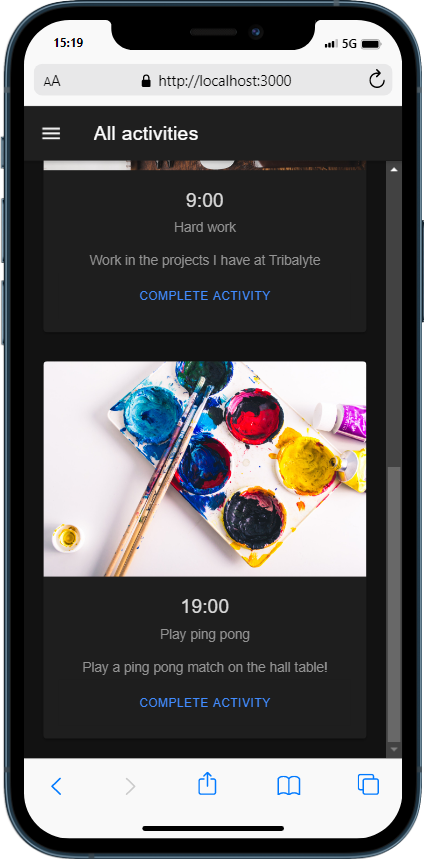 15:19
5G
AA
http://localhost:3000
All activities
9:00
Hard work
Work in the projects I have at Tribalyte
COMPLETE ACTIVITY
19:00
Play ping pong
Play a ping pong match on the hall table!
COMPLETE ACTIVITY